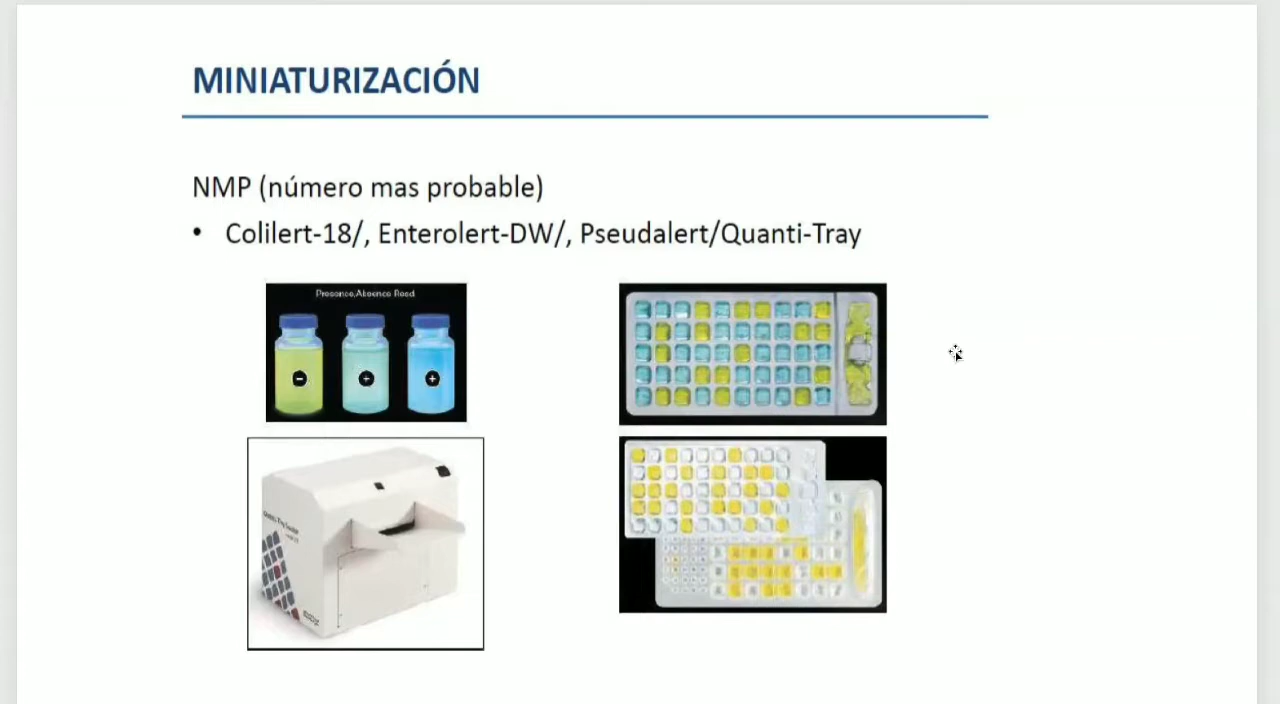 MINIATURIZACIÓN
NMP (número mas probable)
• Colilert-18/, Enterolert-DW/, Pseudalert/Quanti-Tray
Presence/Absence Read